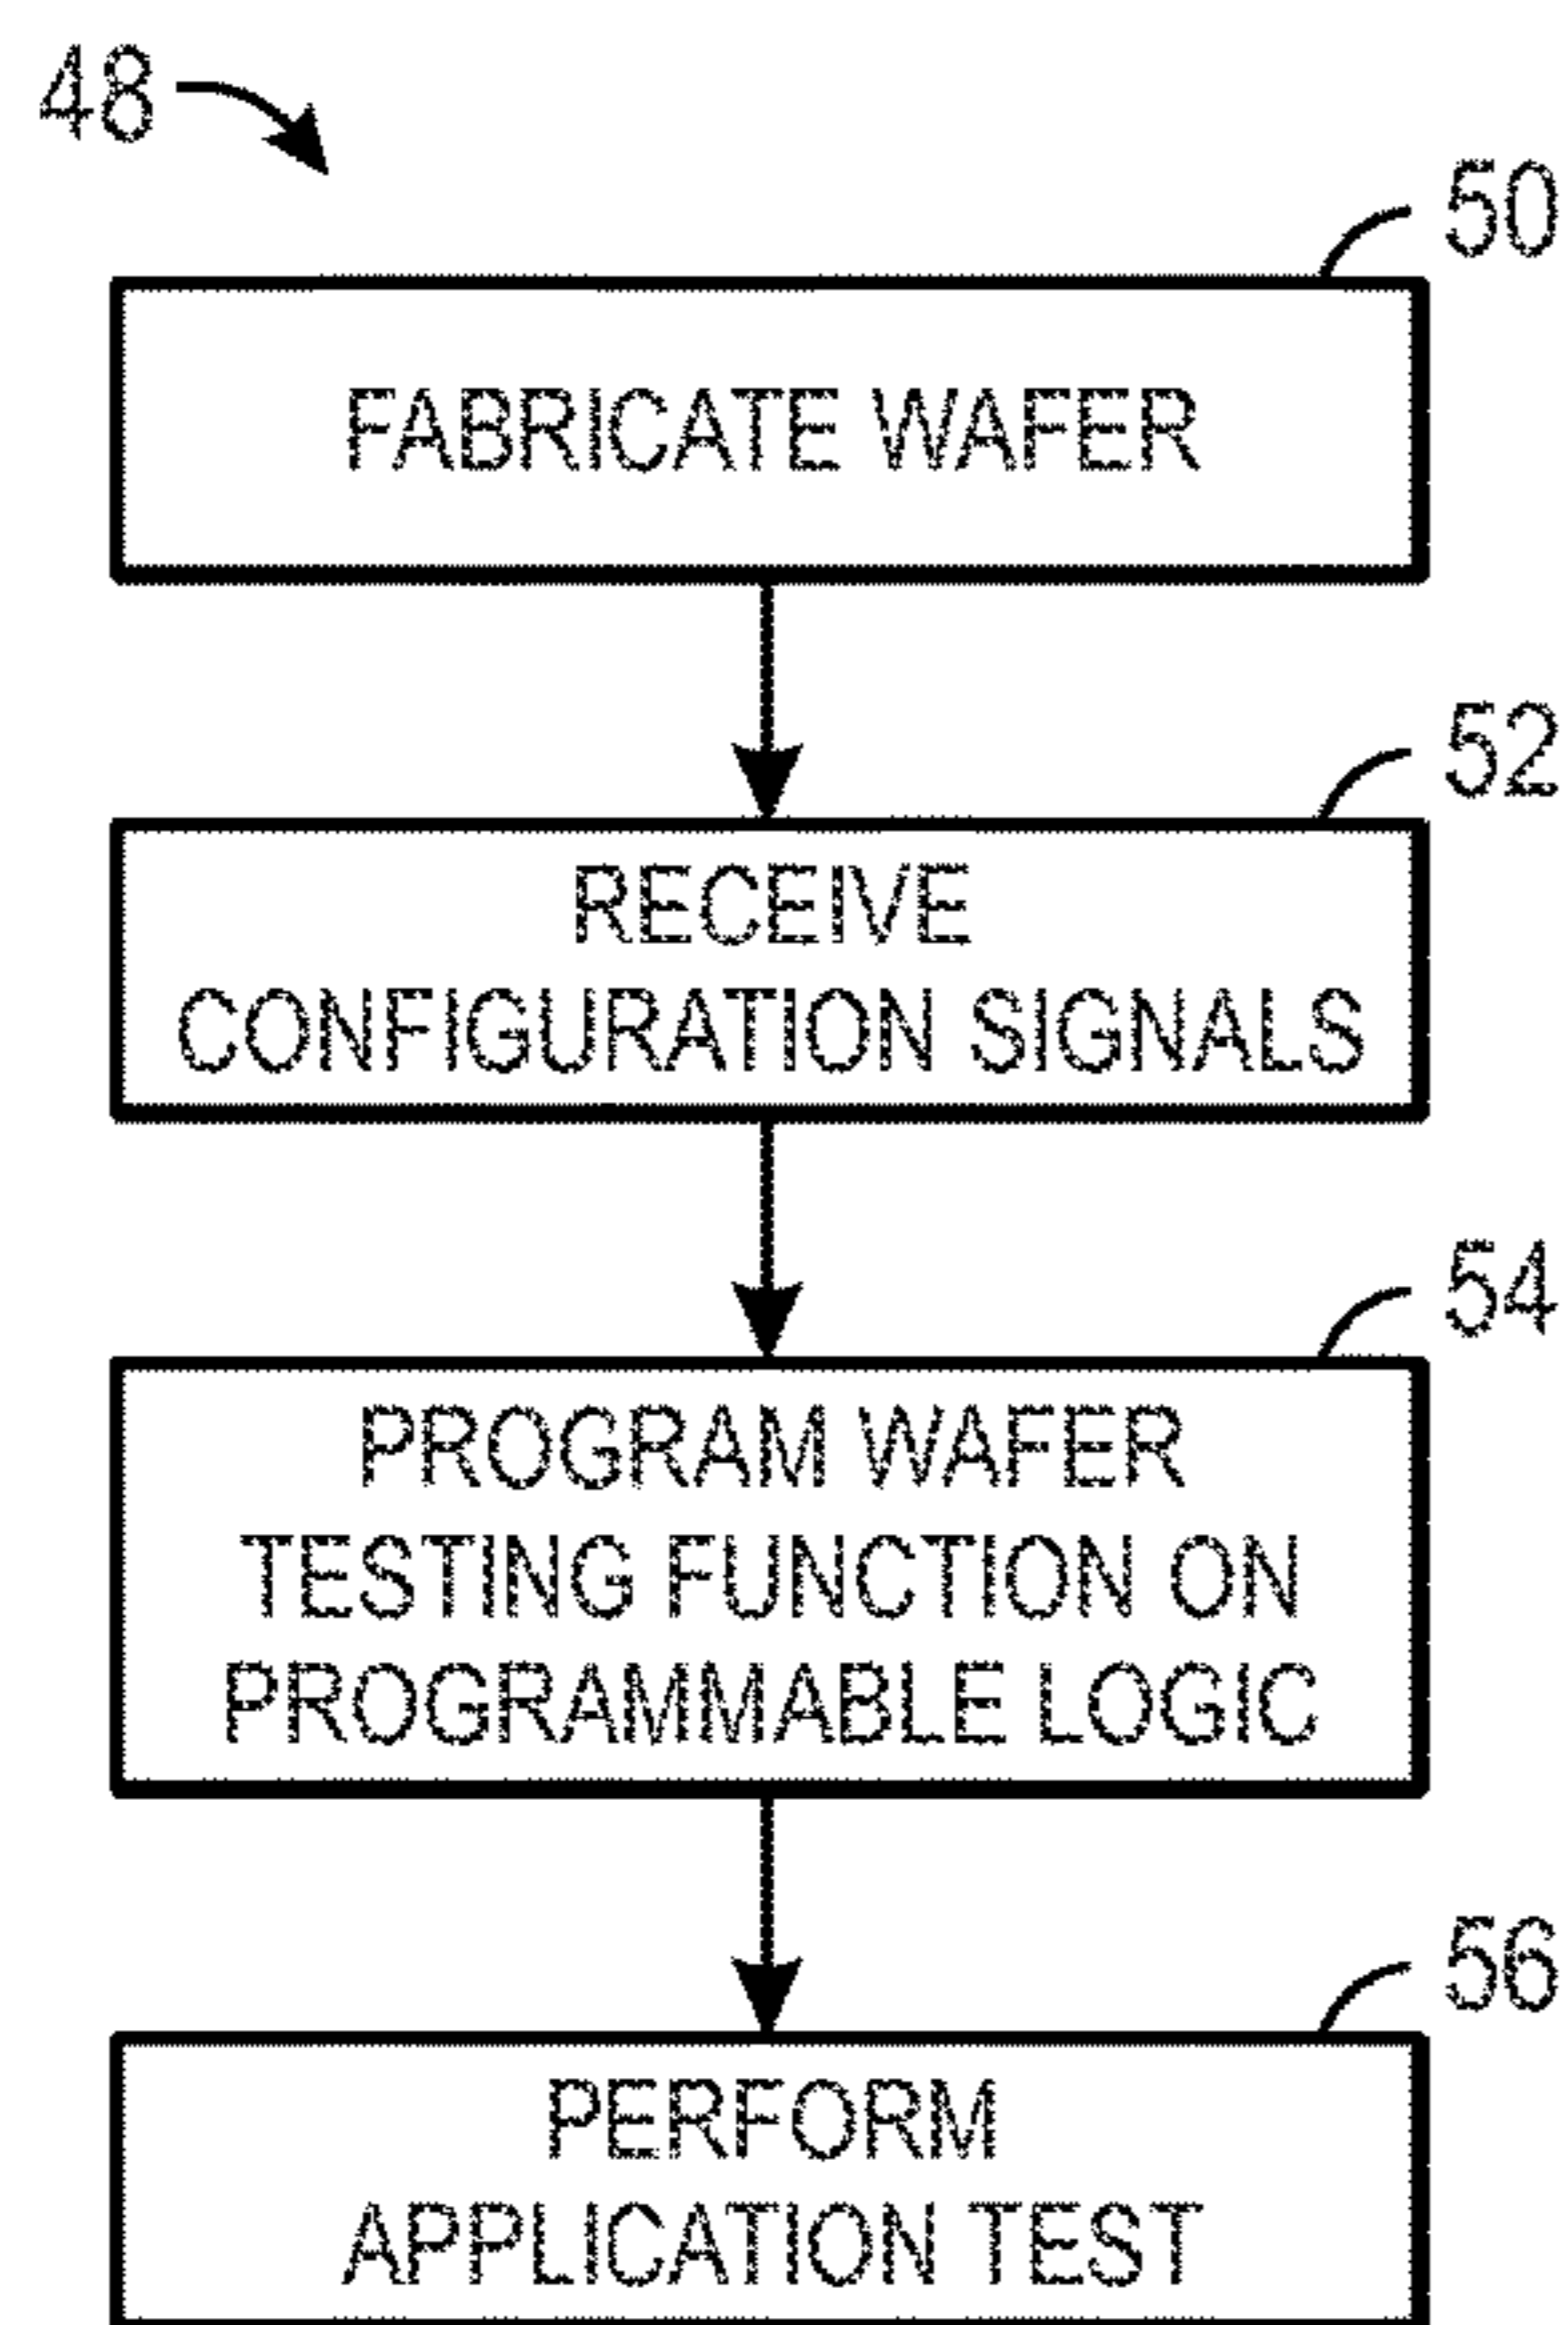 48
50
FABRICATE WAFER
52
RECEIVE
CONFIGURATION SIGNALS
54
PROGRAM WAFER
TESTING FUNCTION ON
PROGRAMMABLE LOGIC
56
PERFORM
APPLICATION TEST